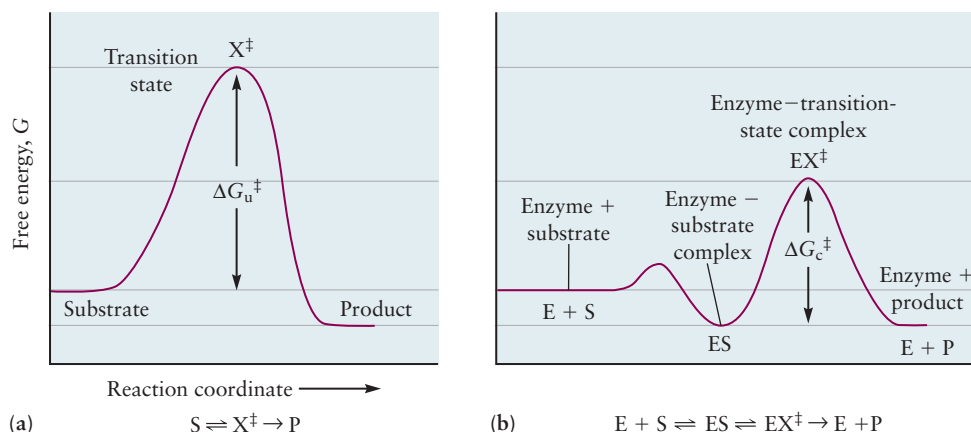 Free energy, G
Transition
state
X‡
ΔGu‡
Substrate
Product
Reaction coordinate
(a)
S ⇌ X‡ → P
Enzyme–transition-
state complex
EX‡
Enzyme +
substrate
Enzyme –
substrate
complex
ΔGc‡
Enzyme +
product
E + S
ES
E + P
(b)
E + S ⇌ ES ⇌ EX‡ → E +P